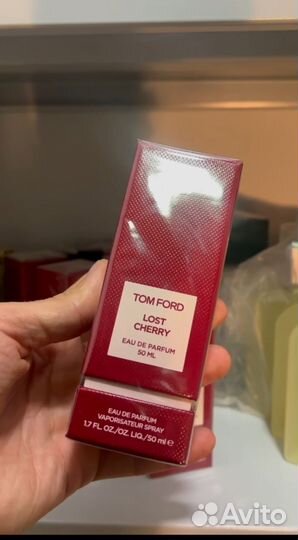 TOM FORD
LOST
CHERRY
EAU DE PARFUM
50 ML
EAU DE PARFUM
VAPORISATEUR SPRAY
1.7 FL. OZ./OZ. LIQ./50 ml e
Avito